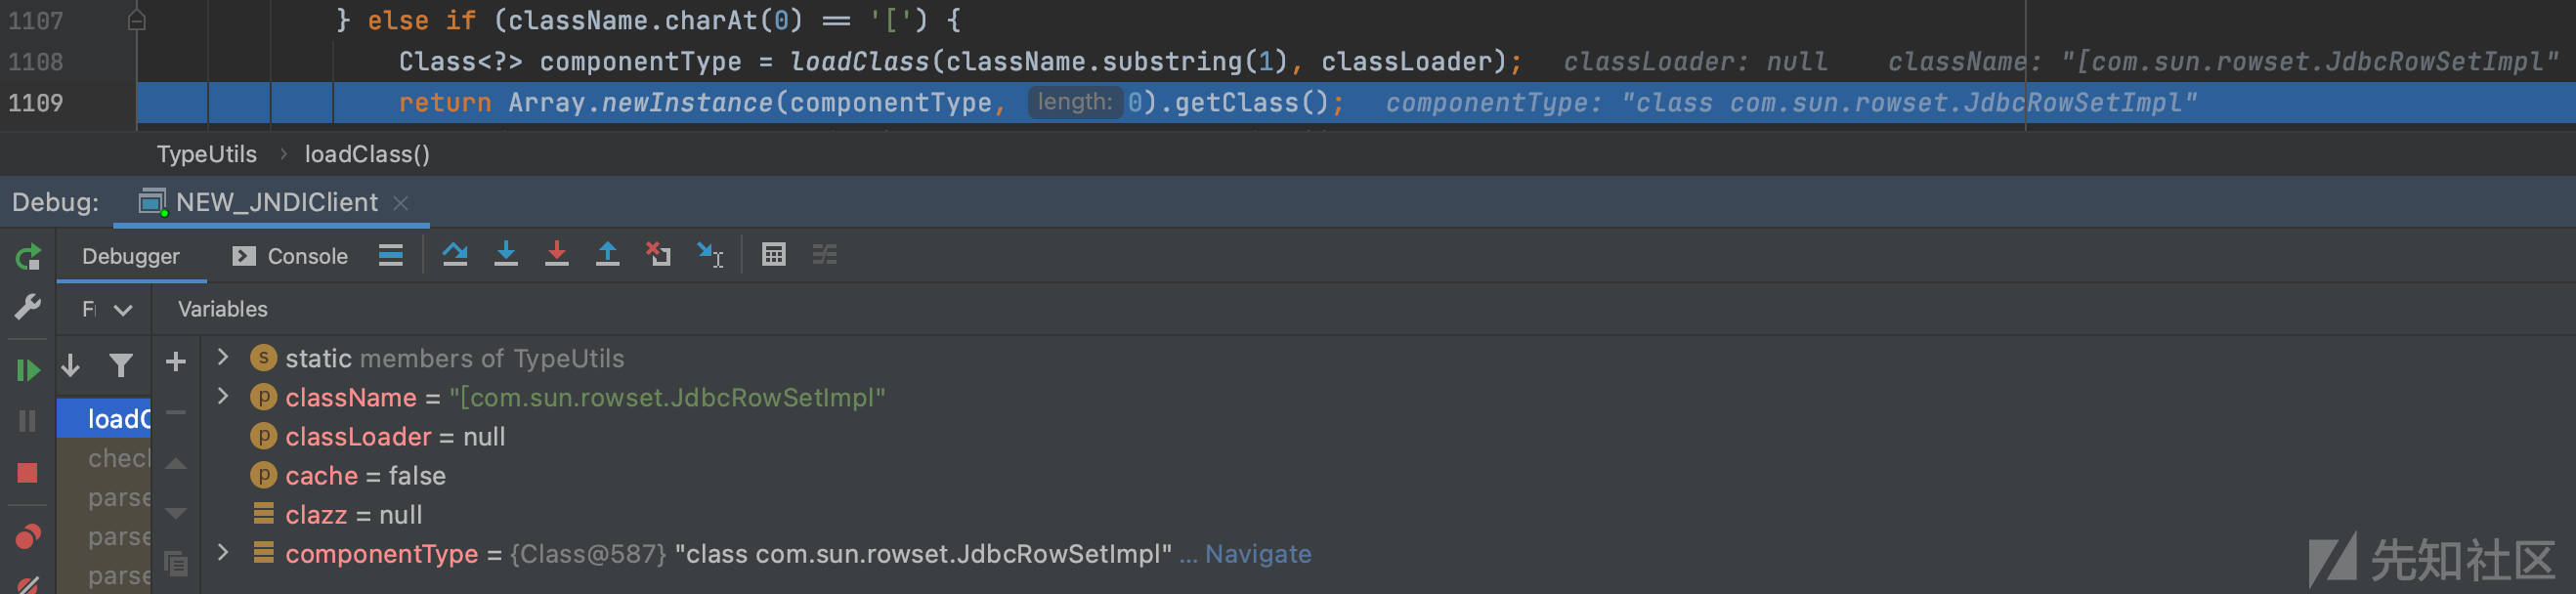 1107 } else if (className.charAt(0) == '[') {
1108 Class<?> componentType = loadClass(className.substring(1), classLoader); classLoader: null className: "[com.sun.rowset.JdbcRowSetImpl"
1109 return Array.newInstance(componentType, length: 0).getClass(); componentType: "class com.sun.rowset.JdbcRowSetImpl"
TypeUtils › loadClass()
Debug: NEW_JNDIClient
Debugger Console
Variables
static members of TypeUtils
className = "[com.sun.rowset.JdbcRowSetImpl"
loadC classLoader = null
chec cache = false
parse clazz = null
parse componentType = {Class@587} "class com.sun.rowset.JdbcRowSetImpl" ... Navigate
parse
先知社区